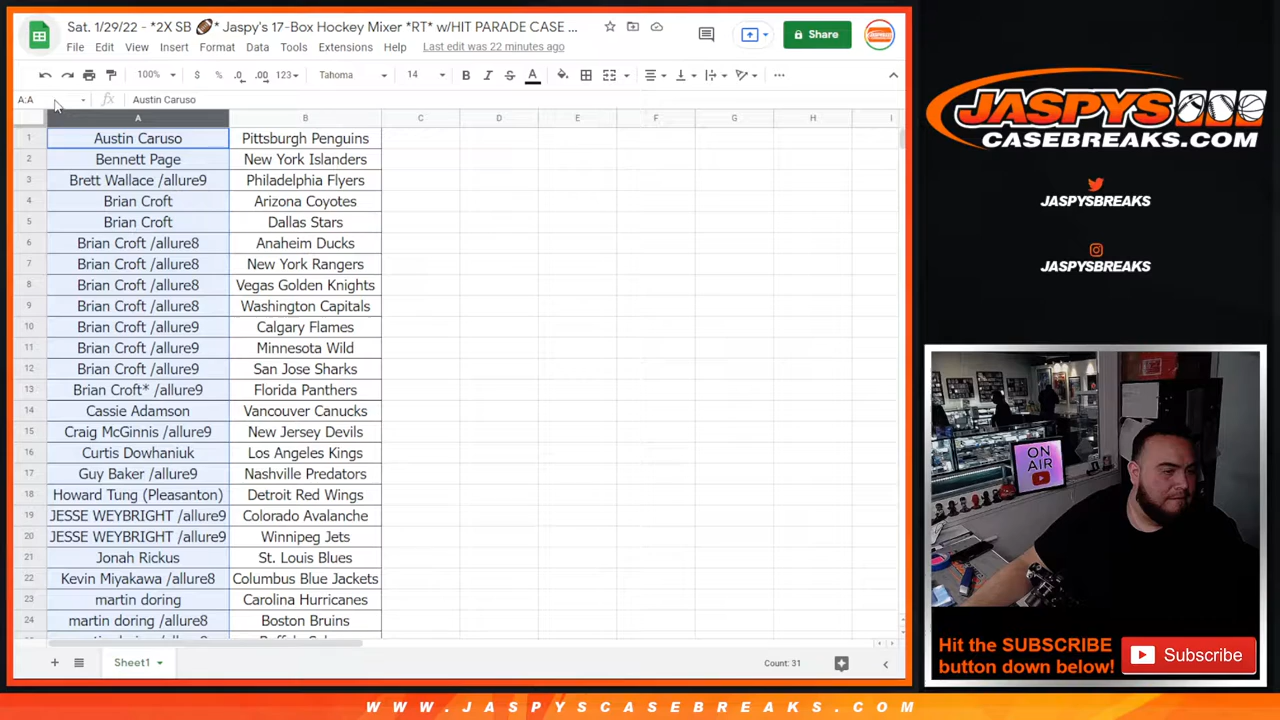 Sat. 1/29/22 - *2X SB 🏈* Jaspy's 17-Box Hockey Mixer *RT* w/HIT PARADE CASE ...
File Edit View Insert Format Data Tools Extensions Help Last edit was 22 minutes ago
Share
100% $ % .0 .00 123 Tahoma 14 B I S A
A:A fx Austin Caruso
A B C D E F G H I
1 Austin Caruso Pittsburgh Penguins
2 Bennett Page New York Islanders
3 Brett Wallace /allure9 Philadelphia Flyers
4 Brian Croft Arizona Coyotes
5 Brian Croft Dallas Stars
6 Brian Croft /allure8 Anaheim Ducks
7 Brian Croft /allure8 New York Rangers
8 Brian Croft /allure8 Vegas Golden Knights
9 Brian Croft /allure8 Washington Capitals
10 Brian Croft /allure9 Calgary Flames
11 Brian Croft /allure9 Minnesota Wild
12 Brian Croft /allure9 San Jose Sharks
13 Brian Croft* /allure9 Florida Panthers
14 Cassie Adamson Vancouver Canucks
15 Craig McGinnis /allure9 New Jersey Devils
16 Curtis Dowhaniuk Los Angeles Kings
17 Guy Baker /allure9 Nashville Predators
18 Howard Tung (Pleasanton) Detroit Red Wings
19 JESSE WEYBRIGHT /allure9 Colorado Avalanche
20 JESSE WEYBRIGHT /allure9 Winnipeg Jets
21 Jonah Rickus St. Louis Blues
22 Kevin Miyakawa /allure8 Columbus Blue Jackets
23 martin doring Carolina Hurricanes
24 martin doring /allure8 Boston Bruins
Sheet1
Count: 31
JASPYS
CASEBREAKS.COM
JASPYSBREAKS
JASPYSBREAKS
ON
AIR
Hit the SUBSCRIBE
button down below!
Subscribe
WWW.JASPYSCASEBREAKS.COM